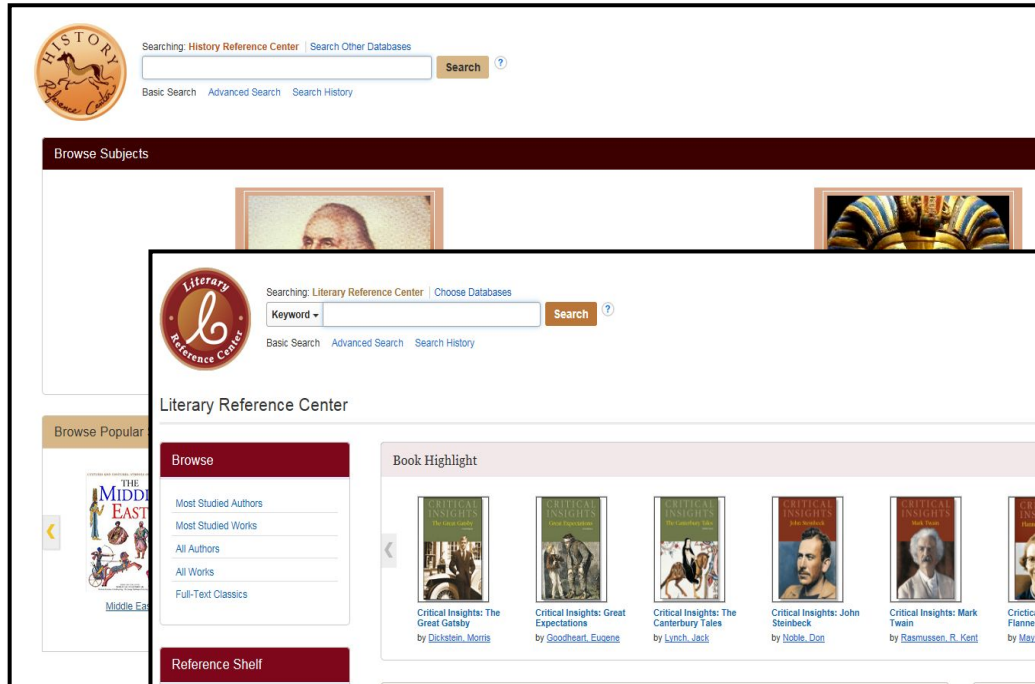 HISTORY
Reference Center
Searching: History Reference Center | Search Other Databases
Search
?
Basic Search Advanced Search Search History
Browse Subjects
Literary
Reference Center
Searching: Literary Reference Center | Choose Databases
Keyword
Search
?
Basic Search Advanced Search Search History
Literary Reference Center
Browse Popular
THE
MIDD
EAST
Middle Eas
Browse
Most Studied Authors
Most Studied Works
All Authors
All Works
Full-Text Classics
Reference Shelf
Book Highlight
CRITICAL INSIGHTS
The Great Gatsby
CRITICAL INSIGHTS
Great Expectations
CRITICAL INSIGHTS
The Canterbury Tales
CRITICAL INSIGHTS
John Steinbeck
CRITICAL INSIGHTS
Mark Twain
Critical Insights: The
Great Gatsby
by Dickstein, Morris
Critical Insights: Great
Expectations
by Goodheart, Eugene
Critical Insights: The
Canterbury Tales
by Lynch, Jack
Critical Insights: John
Steinbeck
by Noble, Don
Critical Insights: Mark
Twain
by Rasmussen, R. Kent
Crictica
Flanne
by May